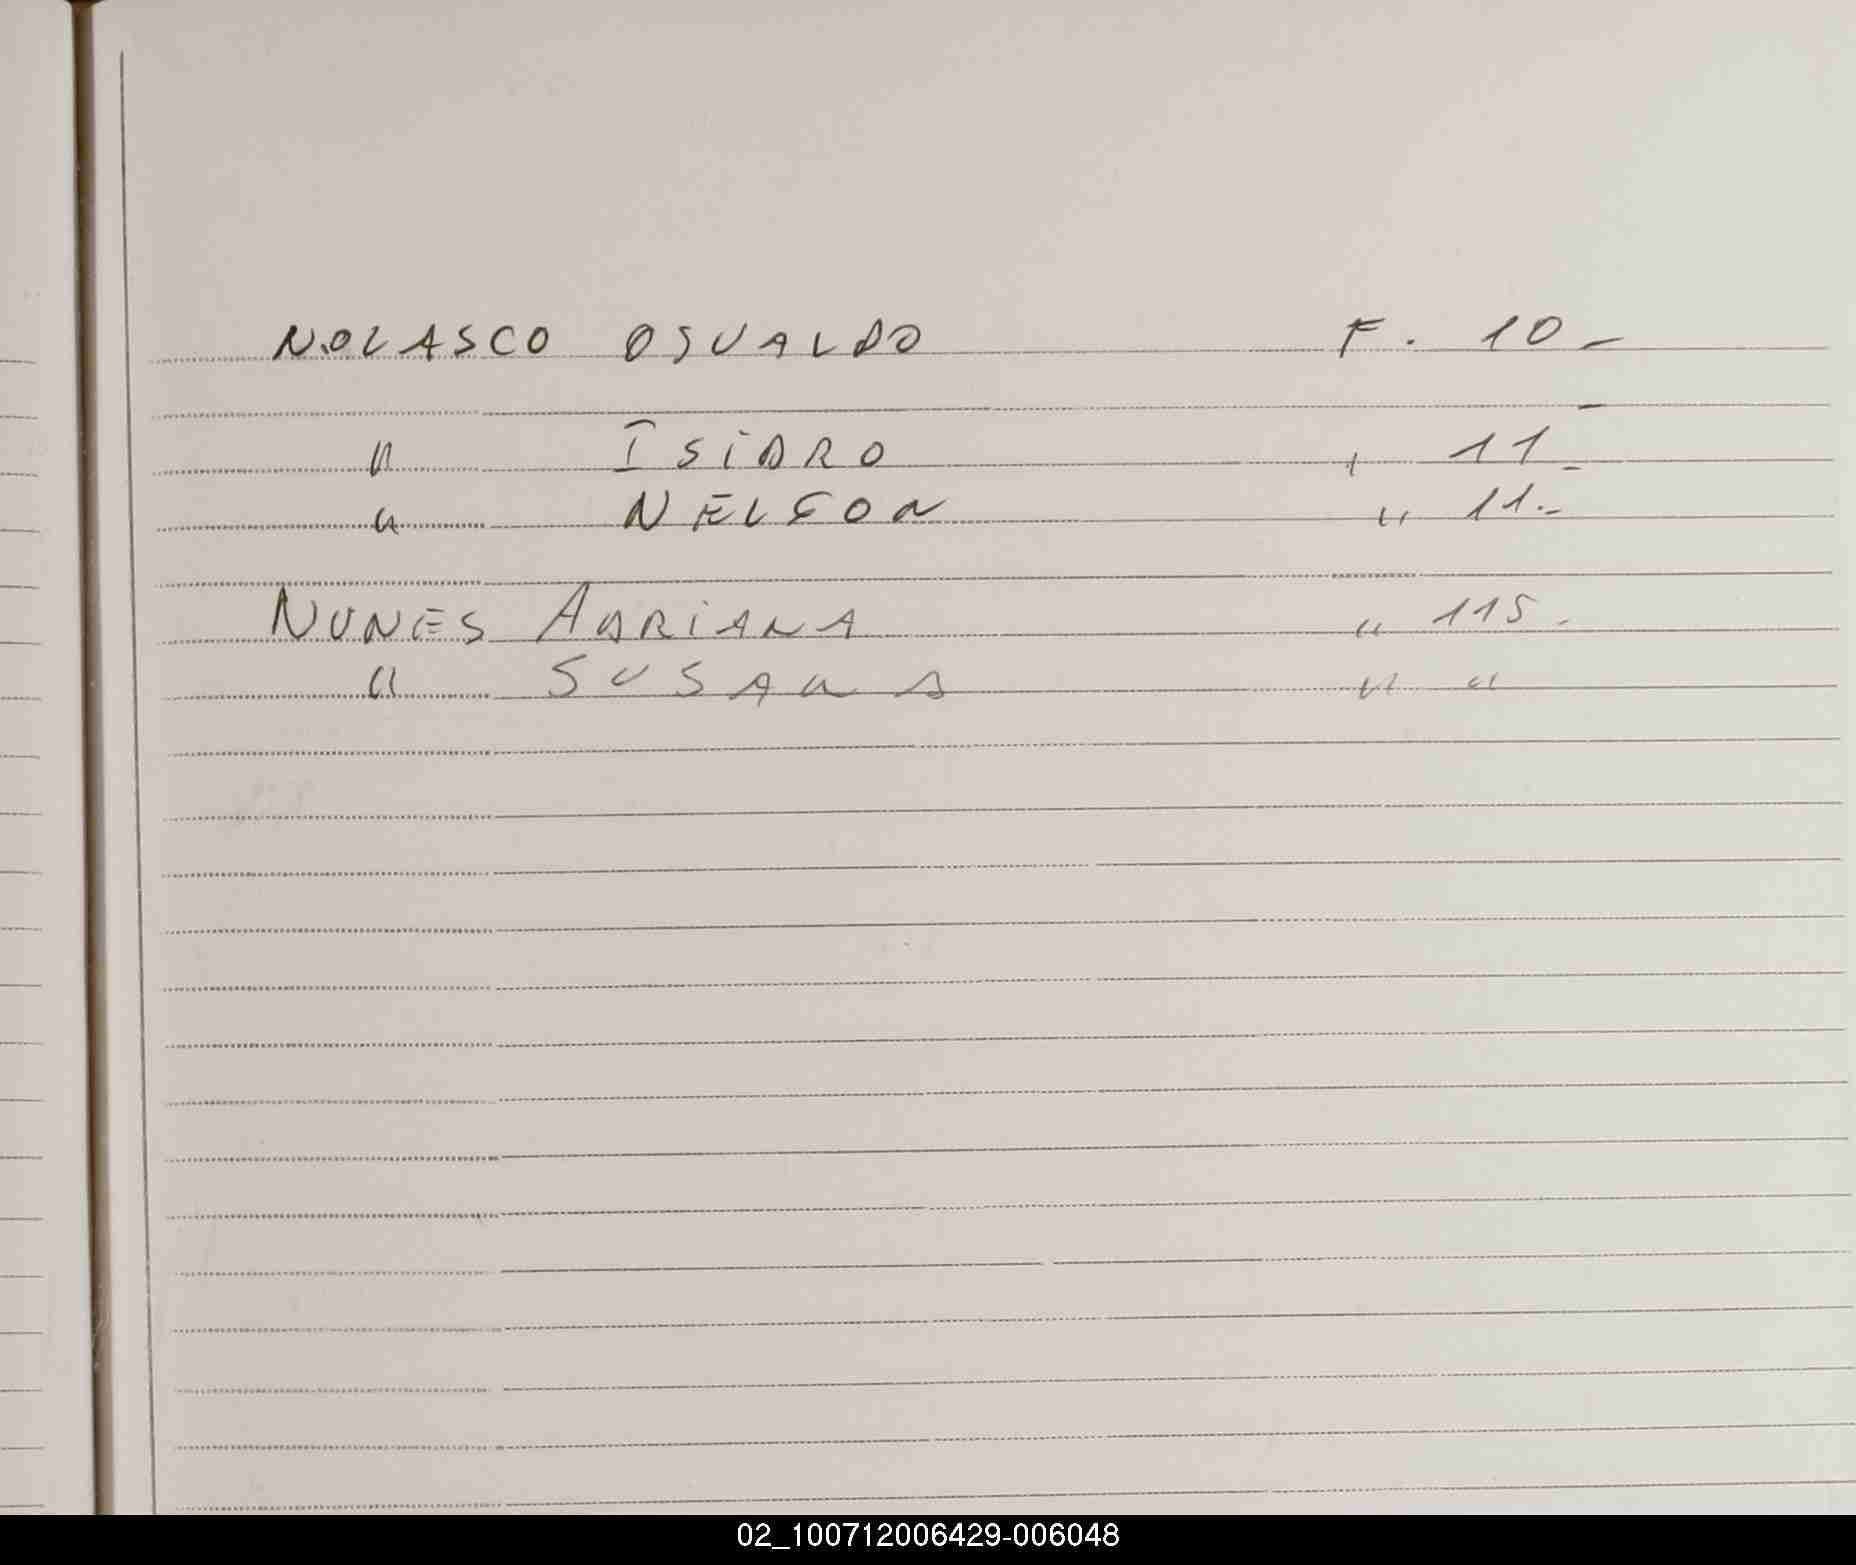 NOLASCO OSVALDO F. 10 -
" ISIDRO " 11 -
" NELSON " 11.-
NUNES ADRIANA " 115.
" SUSANA " "
02_100712006429-006048